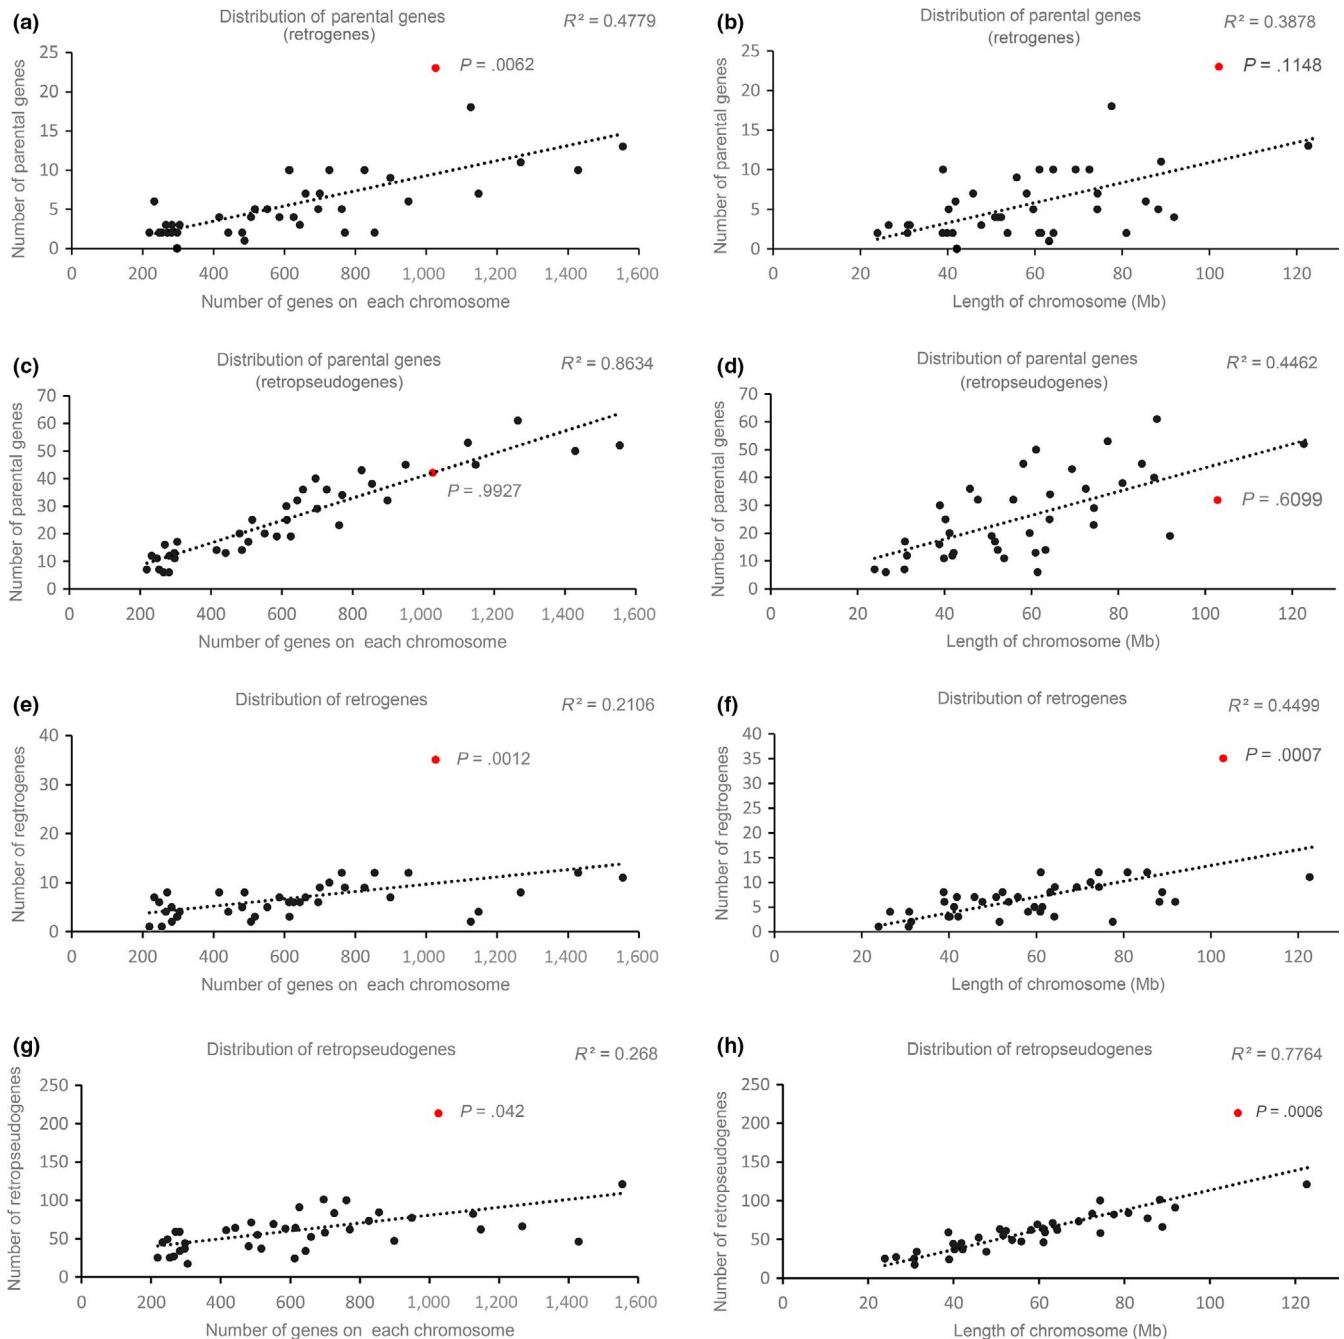 (a)
Distribution of parental genes
(retrogenes)
R² = 0.4779
P = .0062
Number of parental genes
25
20
15
10
5
0
0 200 400 600 800 1,000 1,200 1,400 1,600
Number of genes on each chromosome
(b)
Distribution of parental genes
(retrogenes)
R² = 0.3878
P = .1148
Number of parental genes
25
20
15
10
5
0
0 20 40 60 80 100 120
Length of chromosome (Mb)
(c)
Distribution of parental genes
(retropseudogenes)
R² = 0.8634
P = .9927
Number of parental genes
70
60
50
40
30
20
10
0
0 200 400 600 800 1,000 1,200 1,400 1,600
Number of genes on each chromosome
(d)
Distribution of parental genes
(retropseudogenes)
R² = 0.4462
P = .6099
Number of parental genes
70
60
50
40
30
20
10
0
0 20 40 60 80 100 120
Length of chromosome (Mb)
(e)
Distribution of retrogenes
R² = 0.2106
P = .0012
Number of regtrogenes
40
30
20
10
0
0 200 400 600 800 1,000 1,200 1,400 1,600
Number of genes on each chromosome
(f)
Distribution of retrogenes
R² = 0.4499
P = .0007
Number of regtrogenes
40
35
30
25
20
15
10
5
0
0 20 40 60 80 100 120
Length of chromosome (Mb)
(g)
Distribution of retropseudogenes
R² = 0.268
P = .042
Number of retropseudogenes
250
200
150
100
50
0
0 200 400 600 800 1,000 1,200 1,400 1,600
Number of genes on each chromosome
(h)
Distribution of retropseudogenes
R² = 0.7764
P = .0006
Number of retropseudogenes
250
200
150
100
50
0
0 20 40 60 80 100 120
Length of chromosome (Mb)